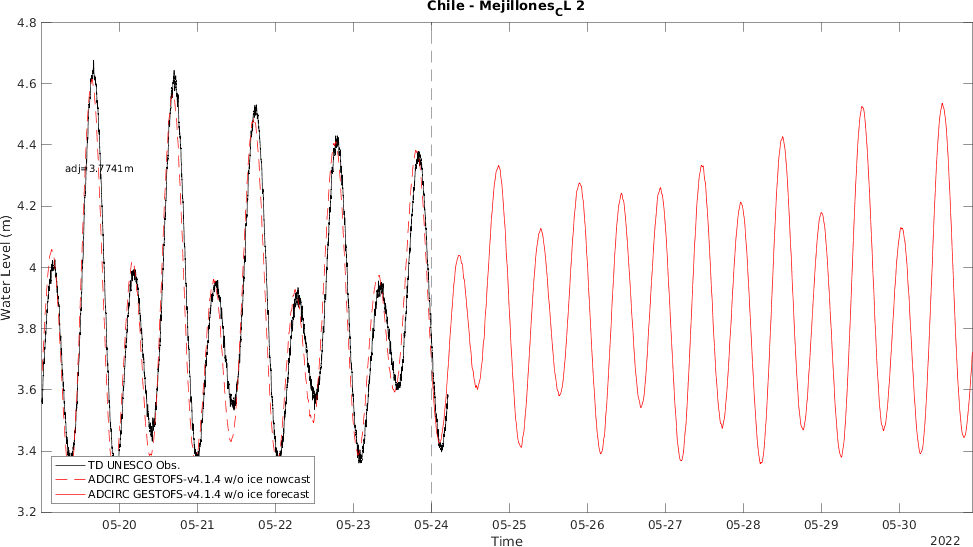 Chile - Mejillones_CL 2
4.8
4.6
4.4
4.2
4
3.8
3.6
3.4
3.2
Water Level (m)
adj=3.7741m
TD UNESCO Obs.
ADCIRC GESTOFS-v4.1.4 w/o ice nowcast
ADCIRC GESTOFS-v4.1.4 w/o ice forecast
05-20 05-21 05-22 05-23 05-24 05-25 05-26 05-27 05-28 05-29 05-30
Time
2022